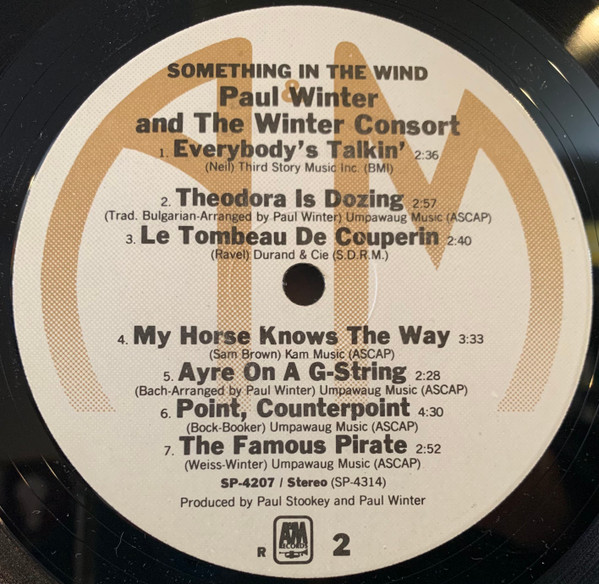 SOMETHING IN THE WIND
Paul Winter
and The Winter Consort
1. Everybody's Talkin' 2:36
(Neil) Third Story Music Inc. (BMI)
2. Theodora Is Dozing 2:57
(Trad. Bulgarian-Arranged by Paul Winter) Umpawaug Music (ASCAP)
3. Le Tombeau De Couperin 2:40
(Ravel) Durand & Cie (S.D.R.M.)
4. My Horse Knows The Way 3:33
(Sam Brown) Kam Music (ASCAP)
5. Ayre On A G-String 2:28
(Bach-Arranged by Paul Winter) Umpawaug Music (ASCAP)
6. Point, Counterpoint 4:30
(Bock-Booker) Umpawaug Music (ASCAP)
7. The Famous Pirate 2:52
(Weiss-Winter) Umpawaug Music (ASCAP)
SP-4207 / Stereo (SP-4314)
Produced by Paul Stookey and Paul Winter
R A&M RECORDS 2